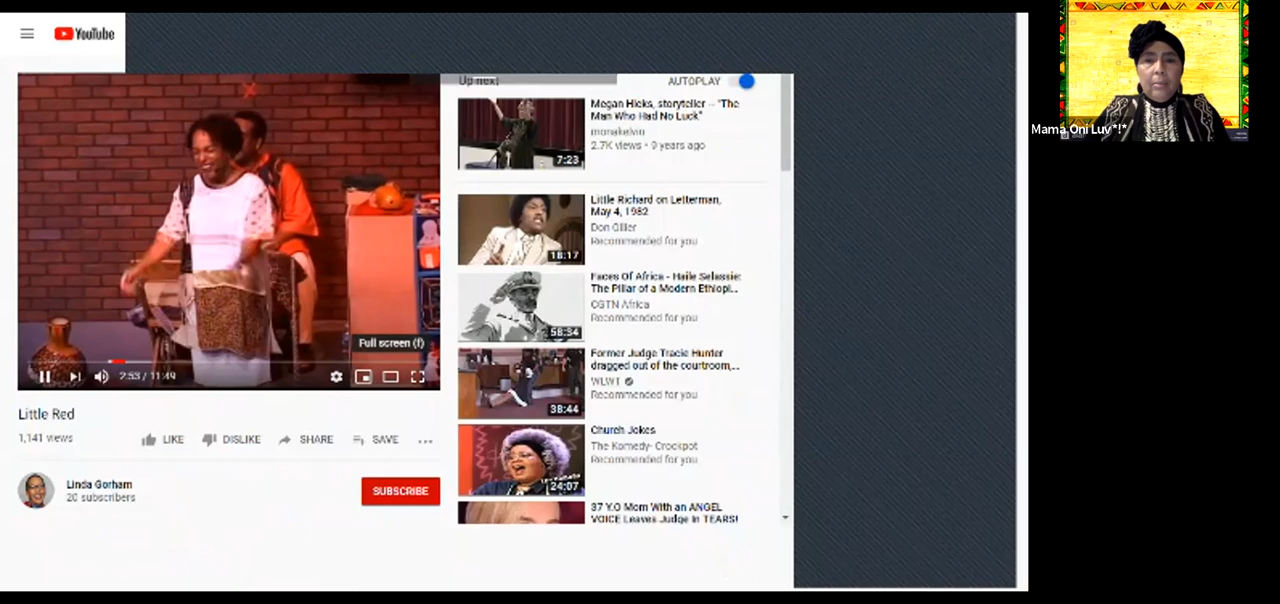 YouTube
Up next
AUTOPLAY
Megan Hicks, storyteller -- "The
Man Who Had No Luck"
monakelvin
2.7K views • 9 years ago
7:23
Little Richard on Letterman,
May 4, 1982
Don Giller
Recommended for you
18:17
Faces Of Africa - Haile Selassie:
The Pillar of a Modern Ethiopi...
CGTN Africa
Recommended for you
58:34
Former Judge Tracie Hunter
dragged out of the courtroom,...
WLWT
Recommended for you
38:44
Church Jokes
The Komedy- Crockpot
Recommended for you
24:07
37 Y.O Mom With an ANGEL
VOICE Leaves Judge In TEARS!
Full screen (f)
2:53 / 11:49
Little Red
1,141 views
LIKE
DISLIKE
SHARE
SAVE
Linda Gorham
20 subscribers
SUBSCRIBE
Mama Oni Luv *!*